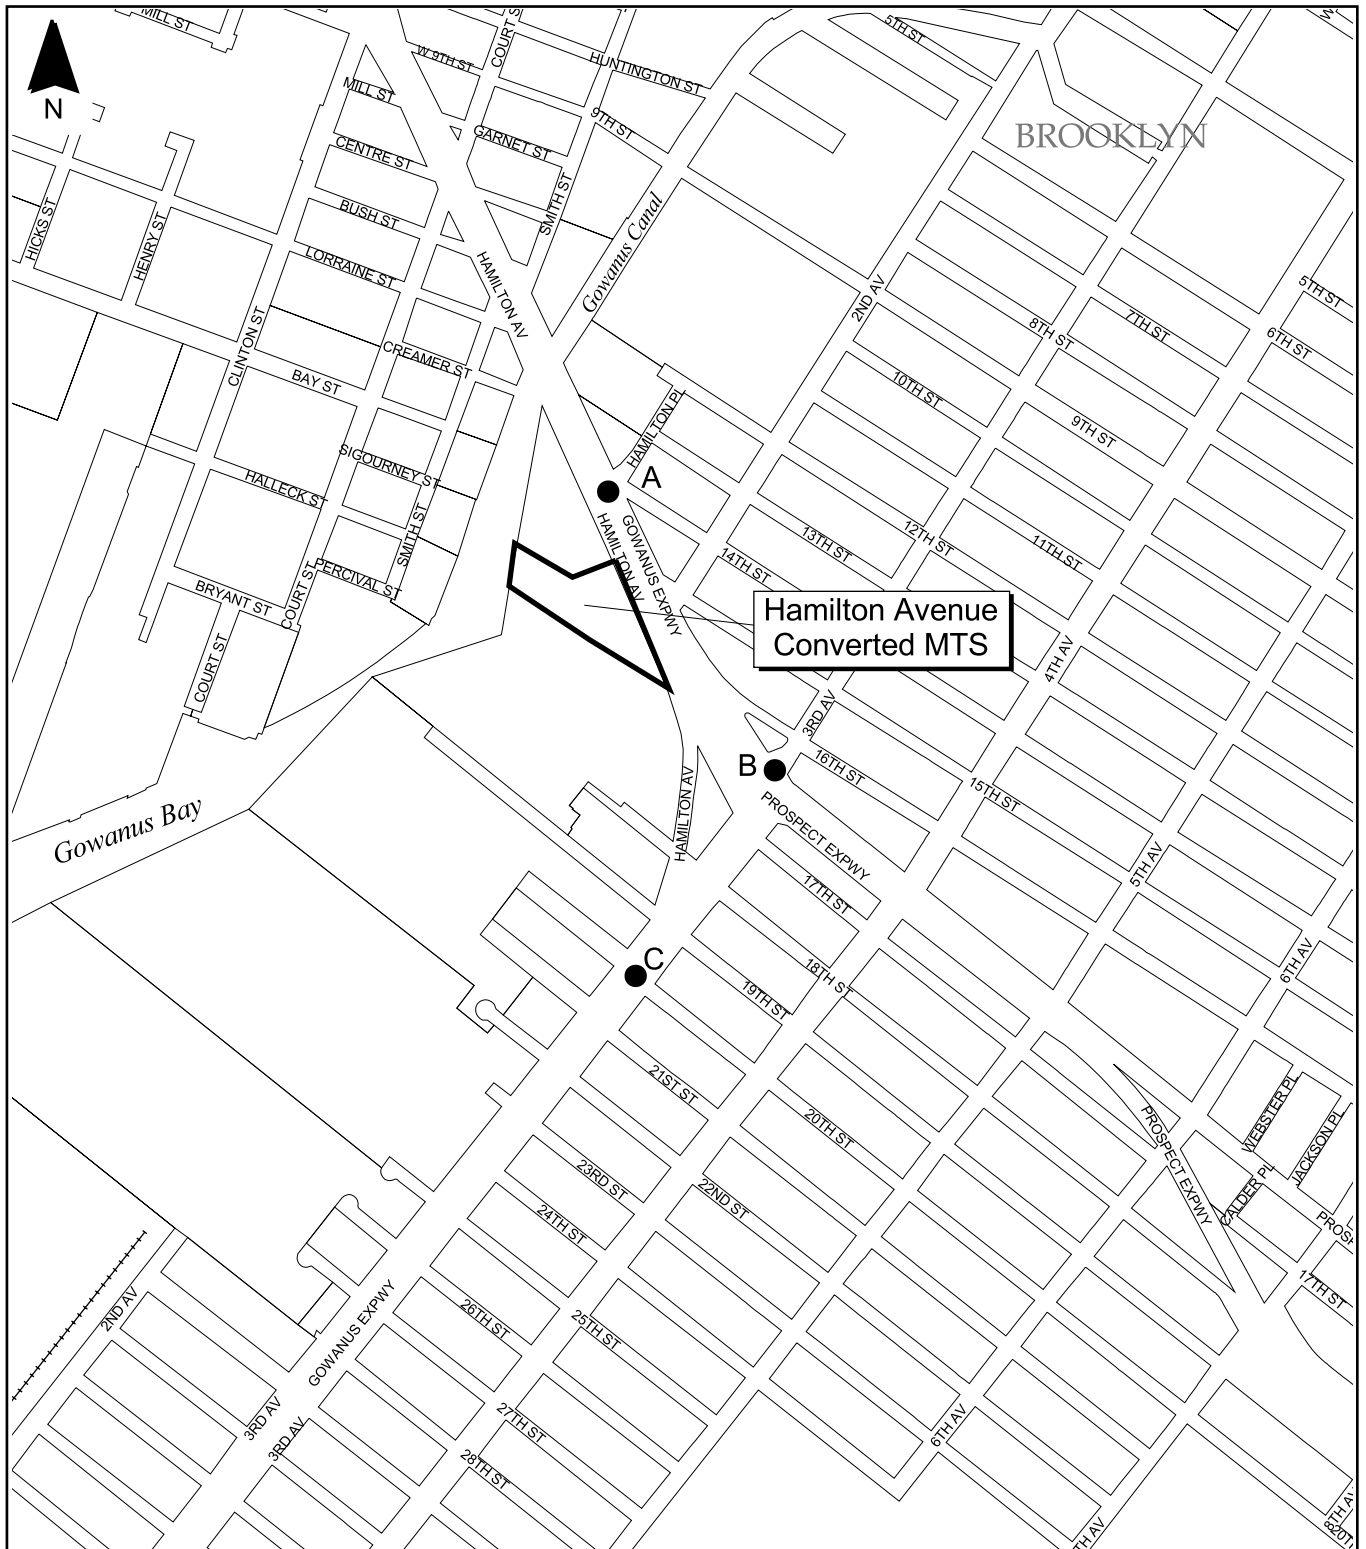 MILL ST
COURT S
5TH ST
W 9TH ST
HUNTINGTON ST
MILL ST
N
9TH ST
BROOKLYN
GARNET ST
CENTRE ST
SMITH ST
BUSH ST
HICKS ST
HENRY ST
Gowanus Canal
LORRAINE ST
HAMILTON AV
2ND AV
5TH ST
7TH ST
8TH ST
6TH ST
CLINTON ST
CREAMER ST
BAY ST
10TH ST
HAMILTON PL
9TH ST
SIGOURNEY ST
A
HALLECK ST
SMITH ST
HAMILTON AV
GOWANUS EXPWY
13TH ST
12TH ST
11TH ST
14TH ST
PERCIVAL ST
BRYANT ST
COURT ST
Hamilton Avenue
Converted MTS
COURT ST
4TH AV
3RD AV
B
16TH ST
15TH ST
HAMILTON AV
PROSPECT EXPWY
Gowanus Bay
5TH AV
17TH ST
6TH AV
C
18TH ST
19TH ST
21ST ST
20TH ST
WEBSTER PL
JACKSON PL
PROSPECT EXPWY
23RD ST
22ND ST
CALDER PL
24TH ST
PROSP
17TH ST
2ND AV
26TH ST
25TH ST
GOWANUS EXPWY
3RD AV
3RD AV
27TH ST
6TH AV
28TH ST
TH AV
8TH AV
20T